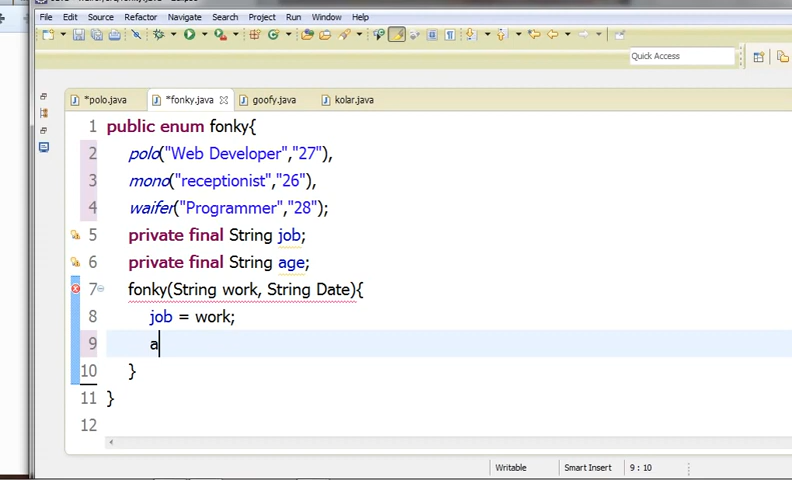 File Edit Source Refactor Navigate Search Project Run Window Help
Quick Access
*polo.java *fonky.java goofy.java kolar.java
1 public enum fonky{
2 polo("Web Developer","27"),
3 mono("receptionist","26"),
4 waifer("Programmer","28");
5 private final String job;
6 private final String age;
7 fonky(String work, String Date){
8 job = work;
9 a
10 }
11 }
12
Writable Smart Insert 9 : 10